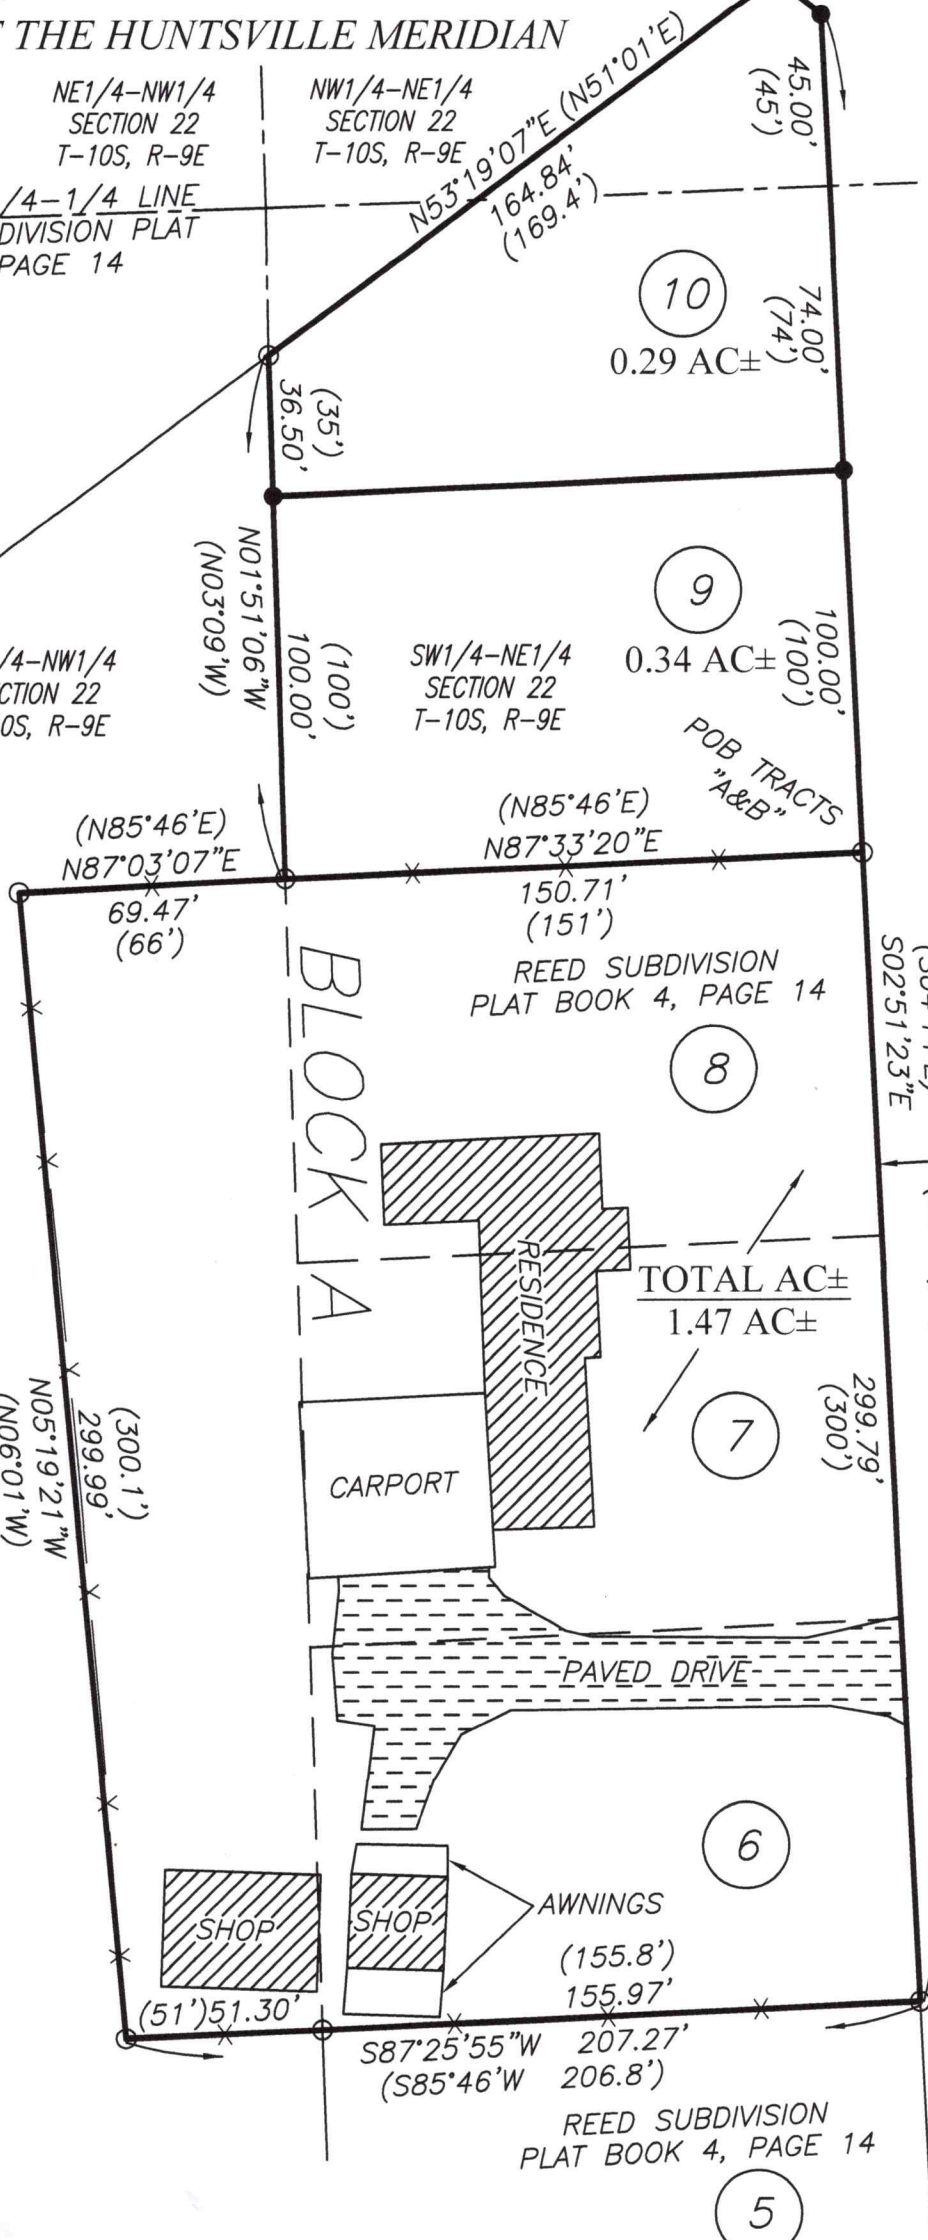 THE HUNTSVILLE MERIDIAN
NE1/4-NW1/4
SECTION 22
T-10S, R-9E
NW1/4-NE1/4
SECTION 22
T-10S, R-9E
/4-1/4 LINE
DIVISION PLAT
PAGE 14
N53°19'07"E (N51°01'E)
164.84'
(169.4')
45.00'
(45')
10
0.29 AC±
74.00'
(74')
(35')
36.50'
N01°51'06"W
(N03°09'W)
(100')
100.00'
9
0.34 AC±
100.00'
(100')
/4-NW1/4
CTION 22
0S, R-9E
SW1/4-NE1/4
SECTION 22
T-10S, R-9E
POB TRACTS
"A&B"
(N85°46'E)
N87°03'07"E
69.47'
(66')
(N85°46'E)
N87°33'20"E
150.71'
(151')
REED SUBDIVISION
PLAT BOOK 4, PAGE 14
S02°51'23"E
BLOCK A
8
RESIDENCE
TOTAL AC±
1.47 AC±
299.79'
(300')
7
(300.1')
299.99'
N05°19'21"W
(N06°01'W)
CARPORT
PAVED DRIVE
6
SHOP
SHOP
AWNINGS
(155.8')
155.97'
(51')51.30'
S87°25'55"W 207.27'
(S85°46'W 206.8')
REED SUBDIVISION
PLAT BOOK 4, PAGE 14
5